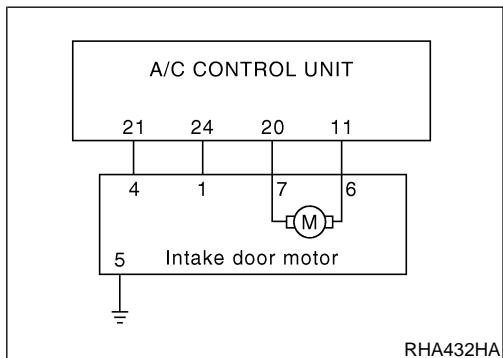 A/C CONTROL UNIT
21 24 20 11
4 1 7 6
M
5 Intake door motor
RHA432HA